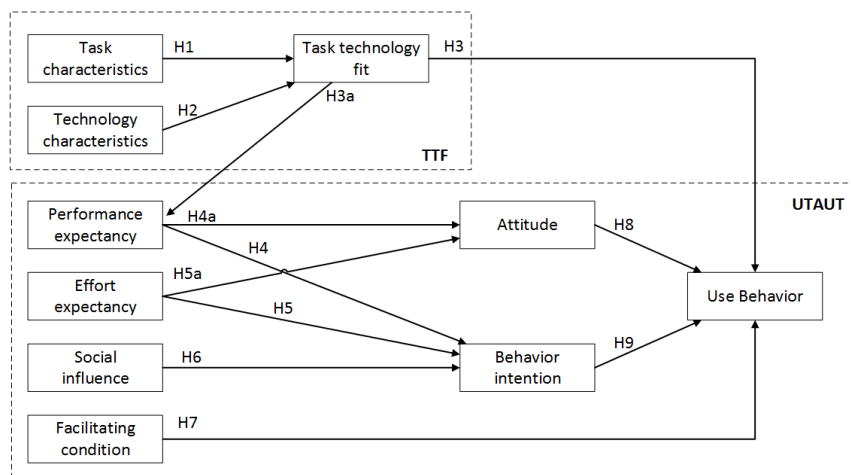 Task
characteristics
H1
Task technology
fit
H3
Technology
characteristics
H2
H3a
TTF
UTAUT
Performance
expectancy
H4a
H4
Attitude
H8
Effort
expectancy
H5a
H5
Use Behavior
Social
influence
H6
Behavior
intention
H9
Facilitating
condition
H7